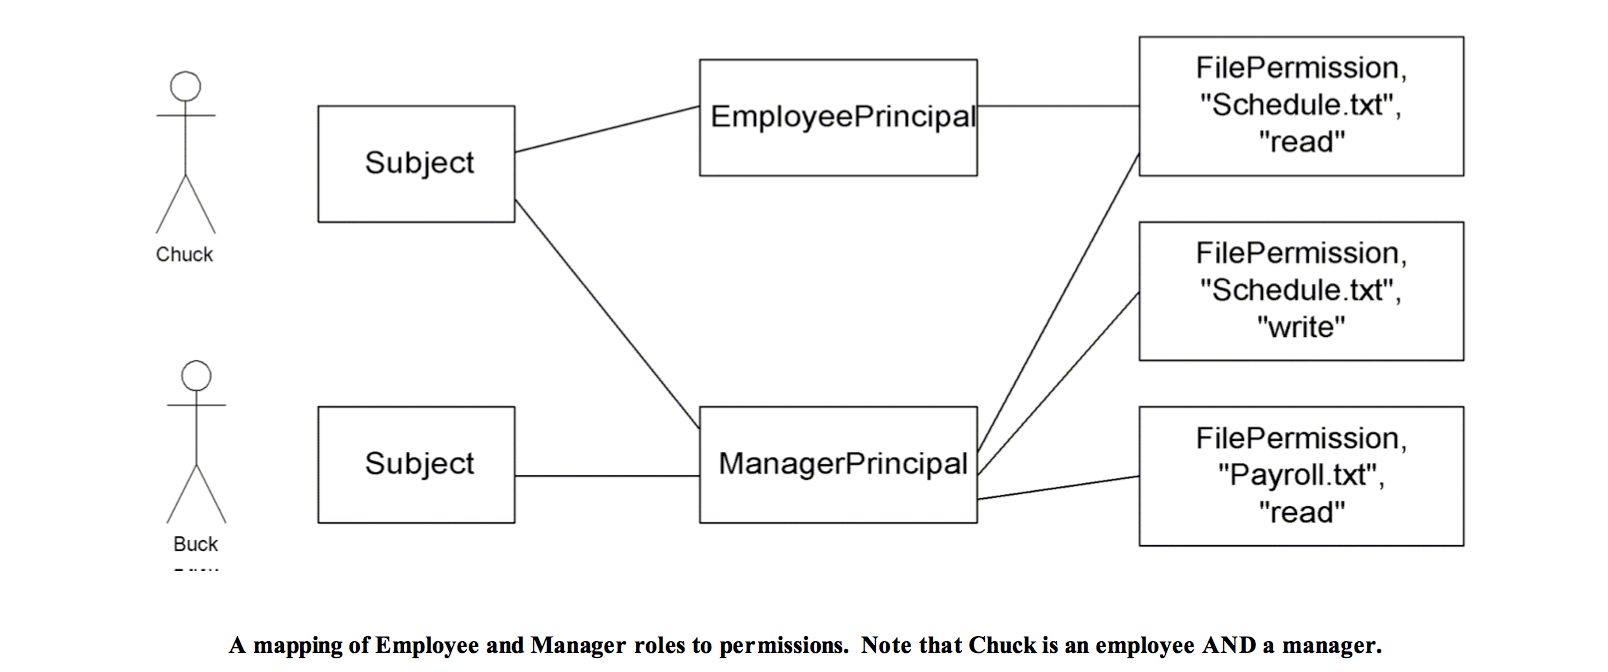 Chuck
Subject
EmployeePrincipal
FilePermission,
"Schedule.txt",
"read"
FilePermission,
"Schedule.txt",
"write"
Buck
Subject
ManagerPrincipal
FilePermission,
"Payroll.txt",
"read"
A mapping of Employee and Manager roles to permissions.  Note that Chuck is an employee AND a manager.